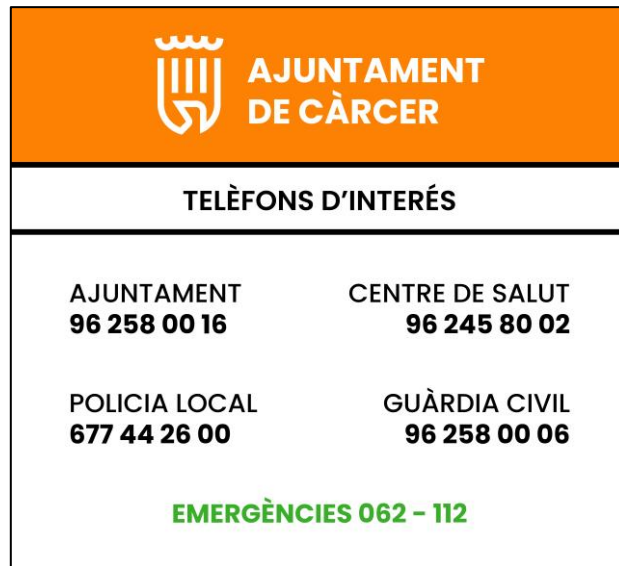 AJUNTAMENT
DE CÀRCER
TELÈFONS D’INTERÉS
AJUNTAMENT
96 258 00 16
CENTRE DE SALUT
96 245 80 02
POLICIA LOCAL
677 44 26 00
GUÀRDIA CIVIL
96 258 00 06
EMERGÈNCIES 062 - 112